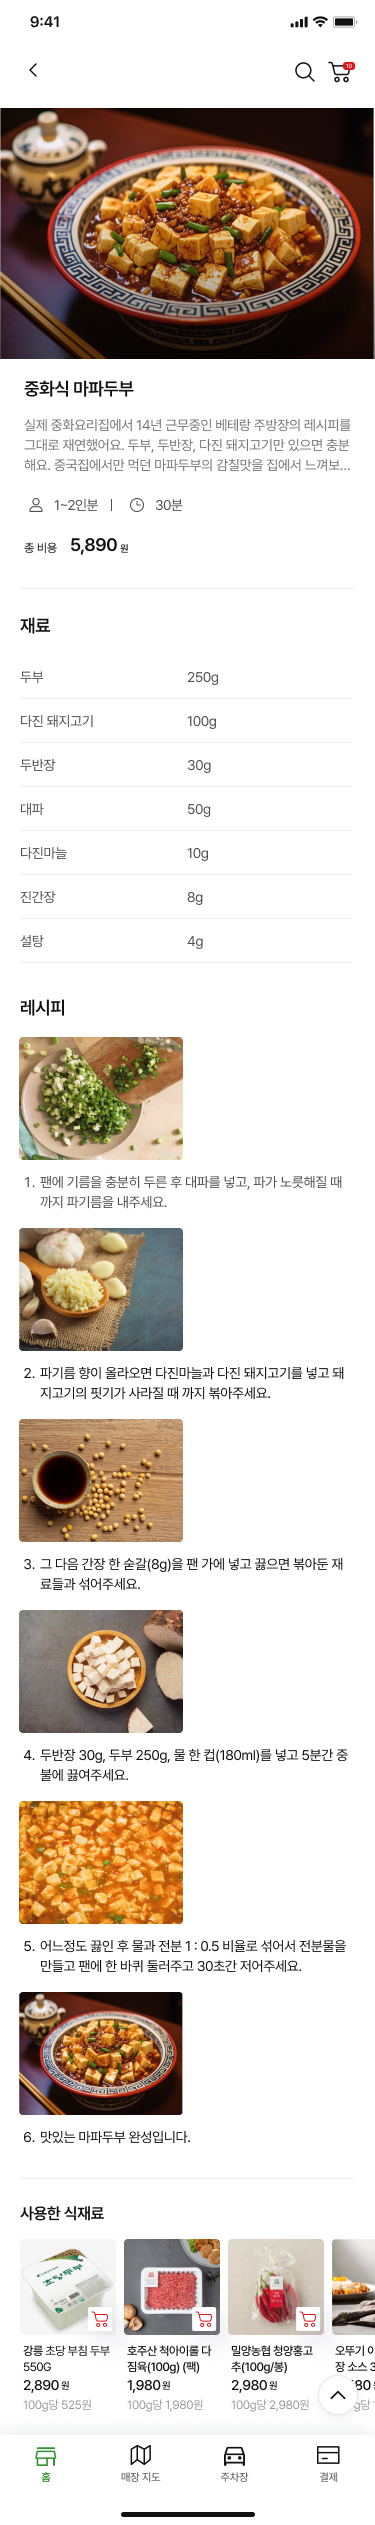 9:41
10
중화식 마파두부
실제 중화요리집에서 14년 근무중인 베테랑 주방장의 레시피를
그대로 재연했어요. 두부, 두반장, 다진 돼지고기만 있으면 충분
해요. 중국집에서만 먹던 마파두부의 감칠맛을 집에서 느껴보...
1~2인분 | 30분
총 비용 5,890 원
재료
두부 250g
다진 돼지고기 100g
두반장 30g
대파 50g
다진마늘 10g
진간장 8g
설탕 4g
레시피
1. 팬에 기름을 충분히 두른 후 대파를 넣고, 파가 노릇해질 때
까지 파기름을 내주세요.
2. 파기름 향이 올라오면 다진마늘과 다진 돼지고기를 넣고 돼
지고기의 핏기가 사라질 때 까지 볶아주세요.
3. 그 다음 간장 한 숟갈(8g)을 팬 가에 넣고 끓으면 볶아둔 재
료들과 섞어주세요.
4. 두반장 30g, 두부 250g, 물 한 컵(180ml)를 넣고 5분간 중
불에 끓여주세요.
5. 어느정도 끓인 후 물과 전분 1 : 0.5 비율로 섞어서 전분물을
만들고 팬에 한 바퀴 둘러주고 30초간 저어주세요.
6. 맛있는 마파두부 완성입니다.
사용한 식재료
초당두부
강릉 초당 부침 두부
550G
2,890 원
100g당 525원
호주산 척아이롤 다
짐육(100g) (팩)
1,980 원
100g당 1,980원
밀양농협 청양홍고
추(100g/봉)
2,980 원
100g당 2,980원
오뚜기
장 소스
홈 매장 지도 주차장 결제